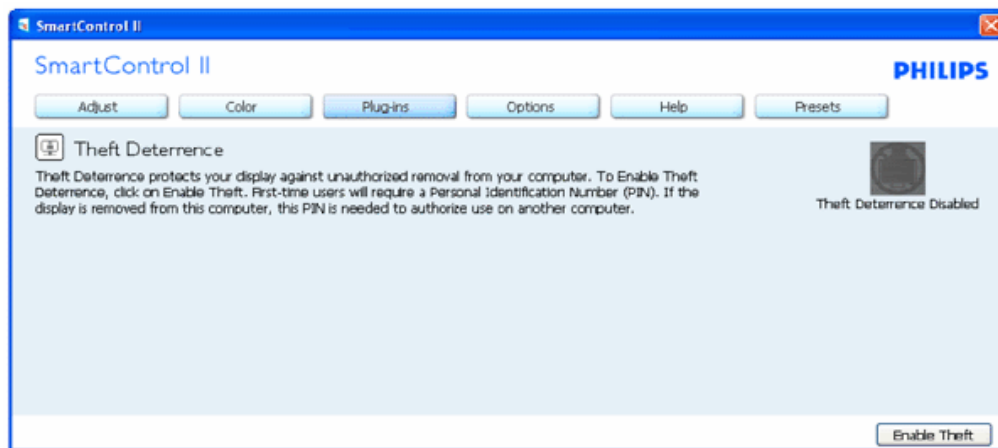 SmartControl II
SmartControl II
PHILIPS
Adjust
Color
Plug-ins
Options
Help
Presets
Theft Deterrence
Theft Deterrence protects your display against unauthorized removal from your computer. To Enable Theft
Deterrence, click on Enable Theft. First-time users will require a Personal Identification Number (PIN). If the
display is removed from this computer, this PIN is needed to authorize use on another computer.
Theft Deterrence Disabled
Enable Theft